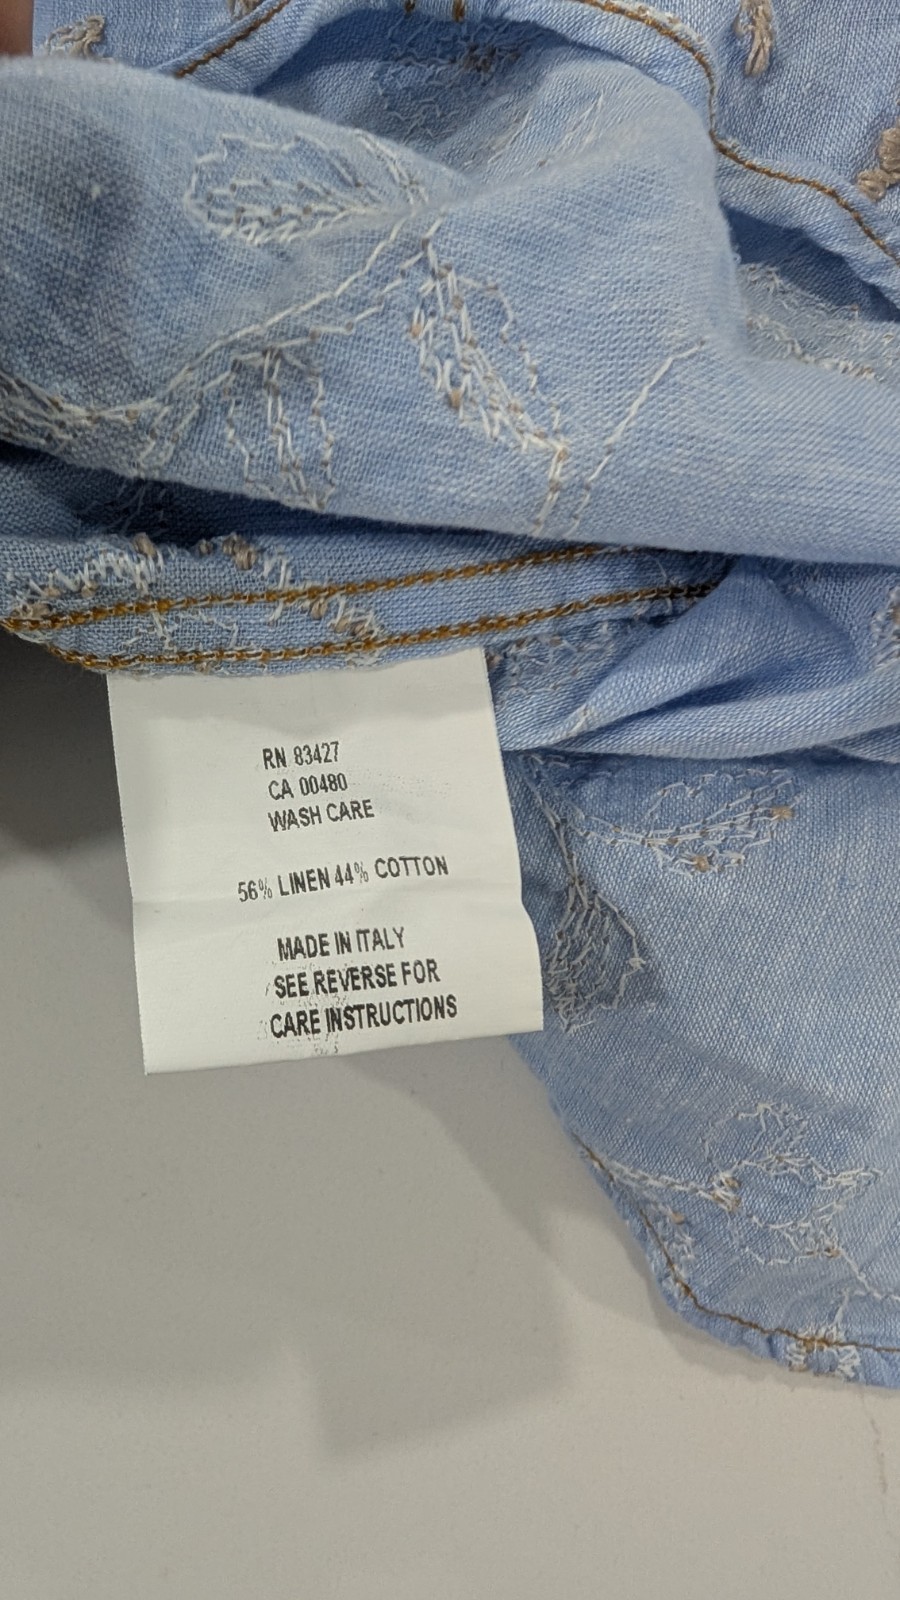 RN 83427
CA 00480
WASH CARE
56% LINEN 44% COTTON
MADE IN ITALY
SEE REVERSE FOR
CARE INSTRUCTIONS